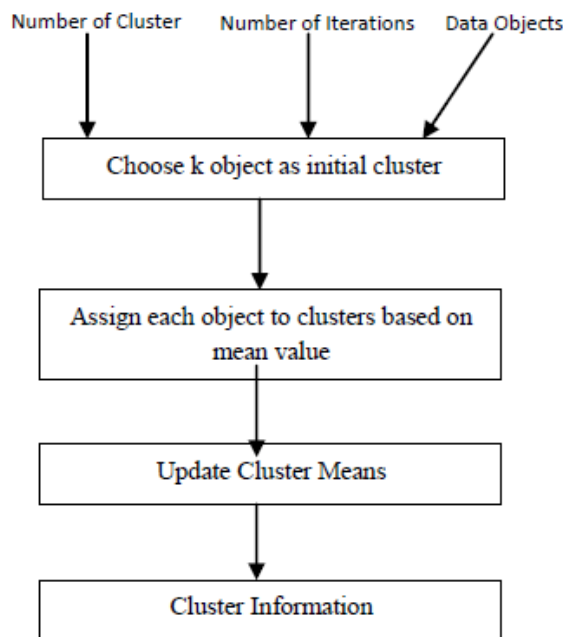 Number of Cluster
Number of Iterations
Data Objects
Choose k object as initial cluster
Assign each object to clusters based on
mean value
Update Cluster Means
Cluster Information